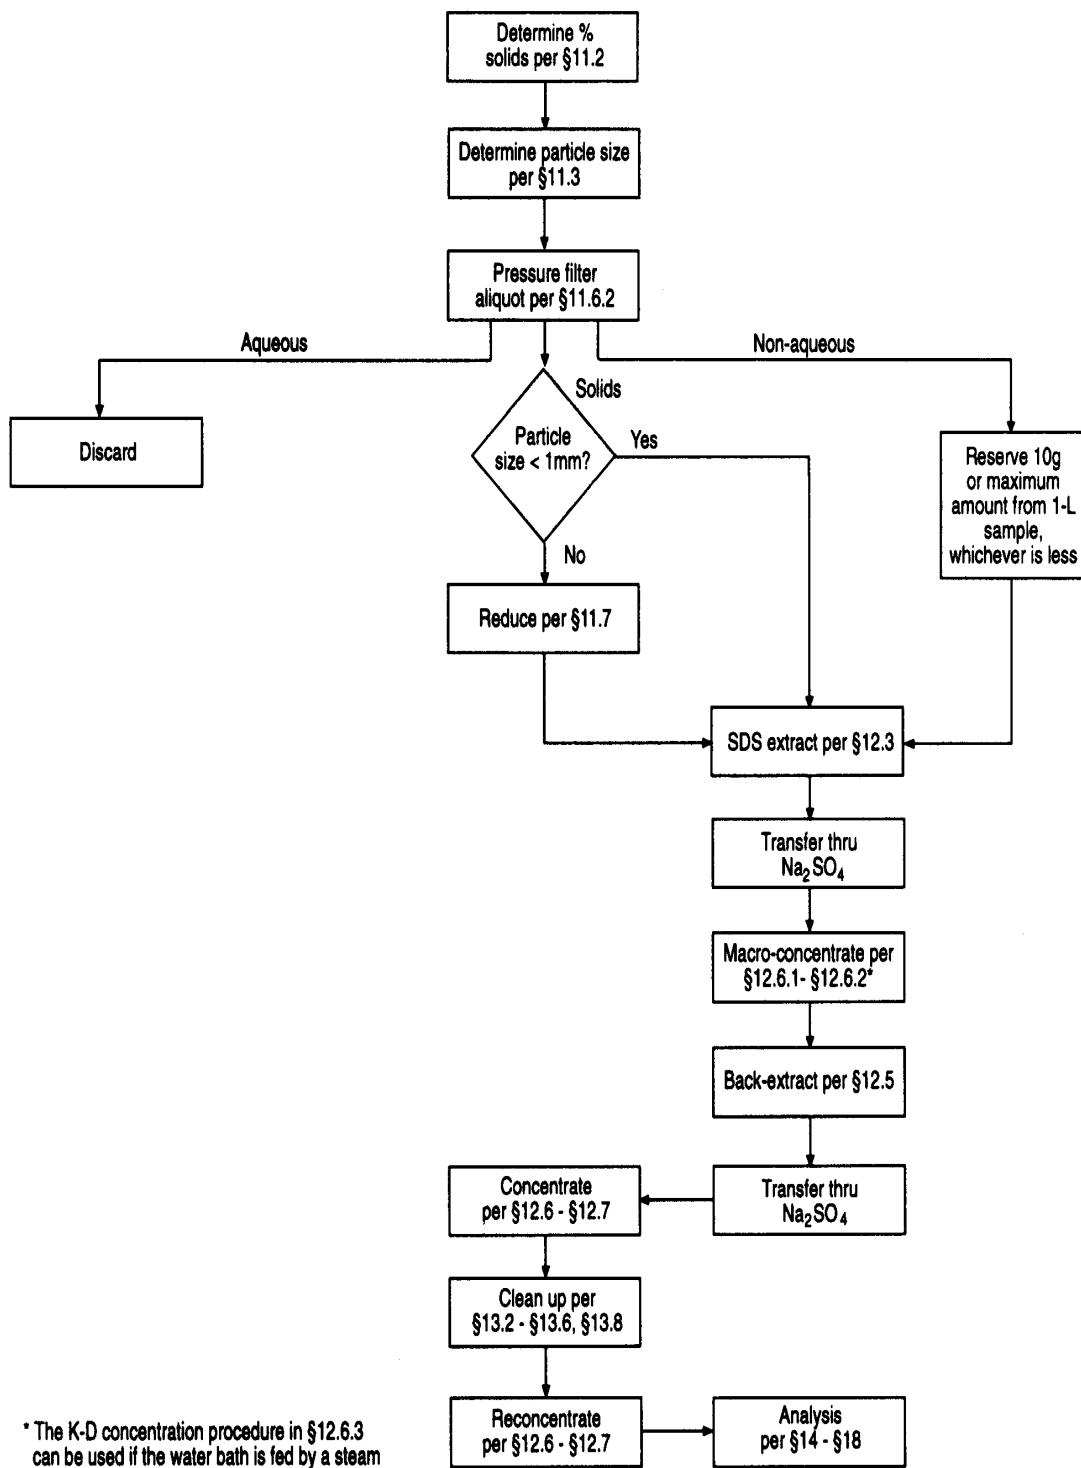 Determine %
solids per §11.2
Determine particle size
per §11.3
Pressure filter
aliquot per §11.6.2
Aqueous
Non-aqueous
Solids
Discard
Particle
size < 1mm?
Yes
No
Reserve 10g
or maximum
amount from 1-L
sample,
whichever is less
Reduce per §11.7
SDS extract per §12.3
Transfer thru
Na₂SO₄
Macro-concentrate per
§12.6.1- §12.6.2*
Back-extract per §12.5
Transfer thru
Na₂SO₄
Concentrate
per §12.6 - §12.7
Clean up per
§13.2 - §13.6, §13.8
Reconcentrate
per §12.6 - §12.7
Analysis
per §14 - §18
* The K-D concentration procedure in §12.6.3
can be used if the water bath is fed by a steam